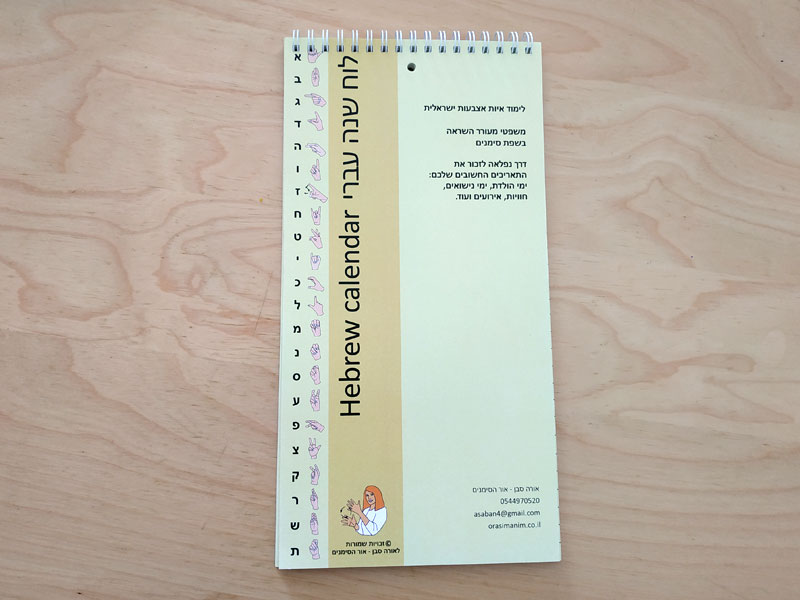 א
ב
ג
ד
ה
ו
ז
ח
ט
י
כ
ל
מ
נ
ס
ע
פ
צ
ק
ר
ש
ת
לוח שנה עברי Hebrew calendar
© זכויות שמורות
לאורה סבן - אור הסימנים
לימוד איות אצבעות ישראלית
משפטי מעורר השראה
בשפת סימנים
דרך נפלאה לזכור את
התאריכים החשובים שלכם:
ימי הולדת, ימי נישואים,
חוויות, אירועים ועוד.
אורה סבן - אור הסימנים
0544970520
asaban4@gmail.com
orasimanim.co.il